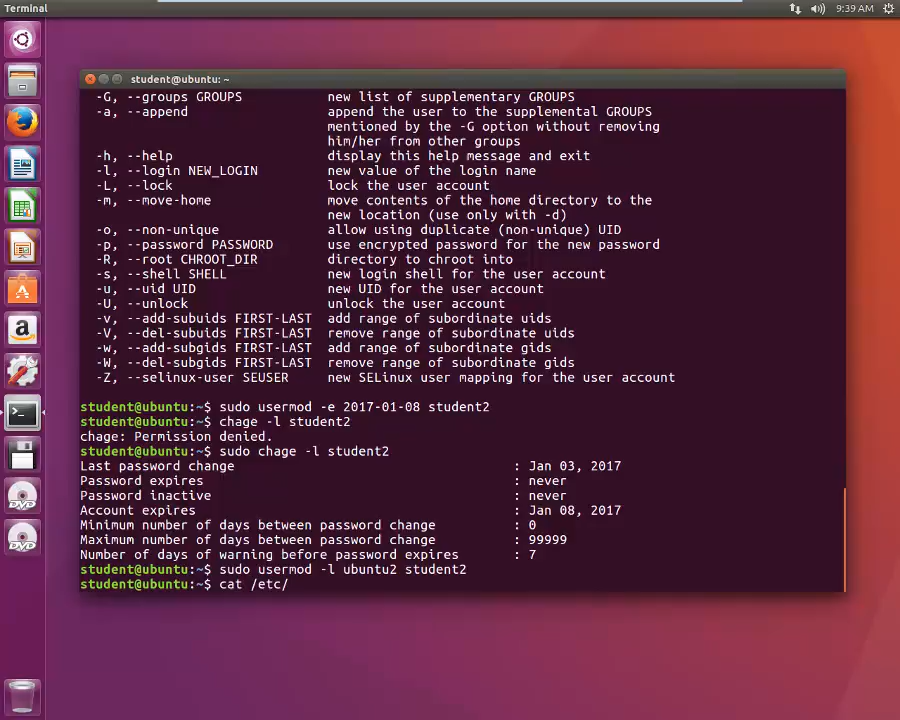 Terminal
9:39 AM
student@ubuntu: ~
-G, --groups GROUPS new list of supplementary GROUPS
-a, --append append the user to the supplemental GROUPS
mentioned by the -G option without removing
him/her from other groups
-h, --help display this help message and exit
-l, --login NEW_LOGIN new value of the login name
-L, --lock lock the user account
-m, --move-home move contents of the home directory to the
new location (use only with -d)
-o, --non-unique allow using duplicate (non-unique) UID
-p, --password PASSWORD use encrypted password for the new password
-R, --root CHROOT_DIR directory to chroot into
-s, --shell SHELL new login shell for the user account
-u, --uid UID new UID for the user account
-U, --unlock unlock the user account
-v, --add-subuids FIRST-LAST add range of subordinate uids
-V, --del-subuids FIRST-LAST remove range of subordinate uids
-w, --add-subgids FIRST-LAST add range of subordinate gids
-W, --del-subgids FIRST-LAST remove range of subordinate gids
-Z, --selinux-user SEUSER new SELinux user mapping for the user account
student@ubuntu:~$ sudo usermod -e 2017-01-08 student2
student@ubuntu:~$ chage -l student2
chage: Permission denied.
student@ubuntu:~$ sudo chage -l student2
Last password change : Jan 03, 2017
Password expires : never
Password inactive : never
Account expires : Jan 08, 2017
Minimum number of days between password change : 0
Maximum number of days between password change : 99999
Number of days of warning before password expires : 7
student@ubuntu:~$ sudo usermod -l ubuntu2 student2
student@ubuntu:~$ cat /etc/
a
DVD
DVD